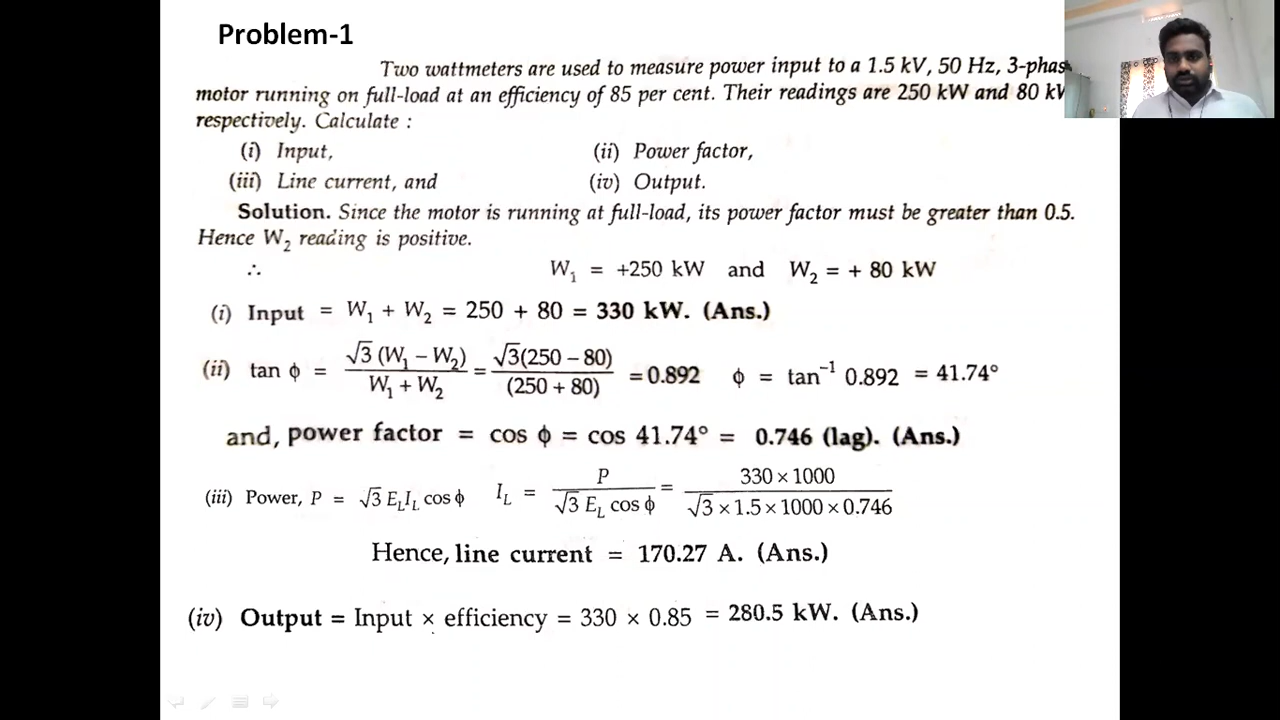 Problem-1
Two wattmeters are used to measure power input to a 1.5 kV, 50 Hz, 3-phas
motor running on full-load at an efficiency of 85 per cent. Their readings are 250 kW and 80 kW
respectively. Calculate :
(i) Input, (ii) Power factor,
(iii) Line current, and (iv) Output.
Solution. Since the motor is running at full-load, its power factor must be greater than 0.5.
Hence W₂ reading is positive.
∴ W₁ = +250 kW and W₂ = + 80 kW
(i) Input = W₁ + W₂ = 250 + 80 = 330 kW. (Ans.)
(ii) tan ϕ = √3 (W₁ − W₂) / W₁ + W₂ = √3(250 − 80) / (250 + 80) = 0.892 ϕ = tan⁻¹ 0.892 = 41.74°
and, power factor = cos ϕ = cos 41.74° = 0.746 (lag). (Ans.)
(iii) Power, P = √3 E_L I_L cos ϕ I_L = P / √3 E_L cos ϕ = 330 × 1000 / √3 × 1.5 × 1000 × 0.746
Hence, line current = 170.27 A. (Ans.)
(iv) Output = Input × efficiency = 330 × 0.85 = 280.5 kW. (Ans.)